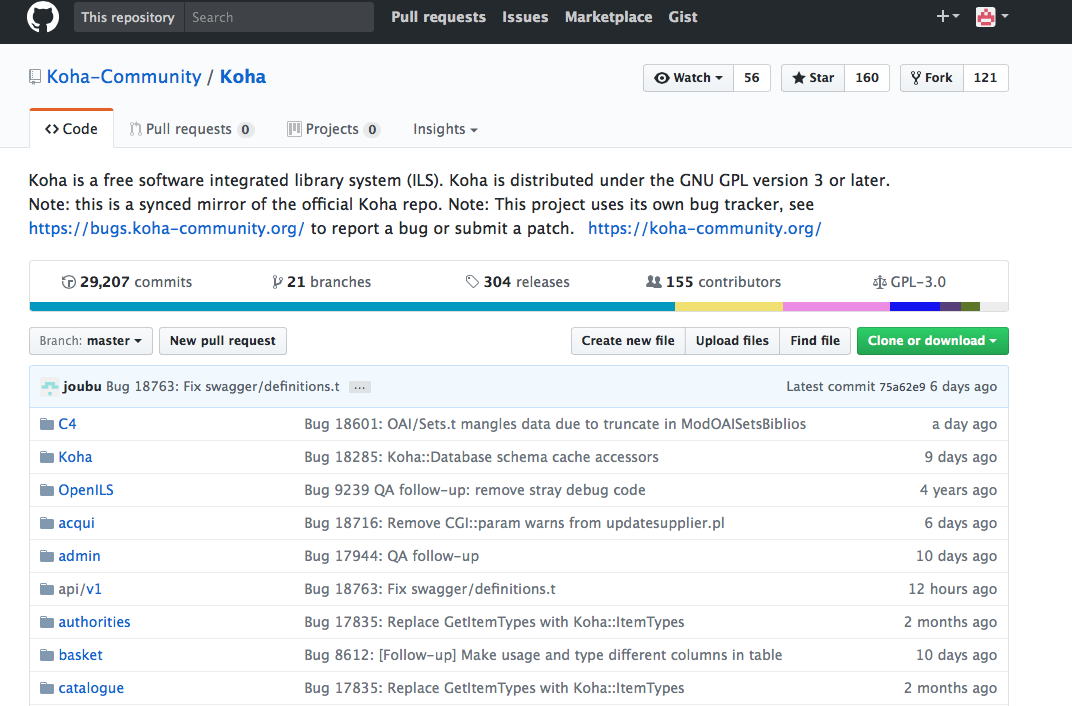 This repository Search Pull requests Issues Marketplace Gist
Koha-Community / Koha Watch 56 Star 160 Fork 121
Code Pull requests 0 Projects 0 Insights
Koha is a free software integrated library system (ILS). Koha is distributed under the GNU GPL version 3 or later.
Note: this is a synced mirror of the official Koha repo. Note: This project uses its own bug tracker, see
https://bugs.koha-community.org/ to report a bug or submit a patch. https://koha-community.org/
29,207 commits 21 branches 304 releases 155 contributors GPL-3.0
Branch: master New pull request Create new file Upload files Find file Clone or download
joubu Bug 18763: Fix swagger/definitions.t ... Latest commit 75a62e9 6 days ago
C4 Bug 18601: OAI/Sets.t mangles data due to truncate in ModOAISetsBiblios a day ago
Koha Bug 18285: Koha::Database schema cache accessors 9 days ago
OpenILS Bug 9239 QA follow-up: remove stray debug code 4 years ago
acqui Bug 18716: Remove CGI::param warns from updatesupplier.pl 6 days ago
admin Bug 17944: QA follow-up 10 days ago
api/v1 Bug 18763: Fix swagger/definitions.t 12 hours ago
authorities Bug 17835: Replace GetItemTypes with Koha::ItemTypes 2 months ago
basket Bug 8612: [Follow-up] Make usage and type different columns in table 10 days ago
catalogue Bug 17835: Replace GetItemTypes with Koha::ItemTypes 2 months ago